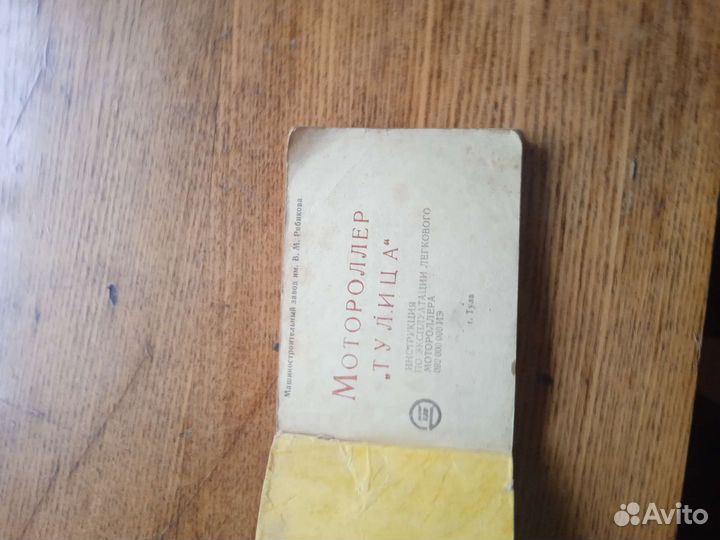 Машиностроительный завод им. В. М. Рябикова
МОТОРОЛЛЕР
„ТУЛИЦА“
ИНСТРУКЦИЯ
ПО ЭКСПЛУАТАЦИИ ЛЕГКОВОГО
МОТОРОЛЛЕРА
г. Тула
Avito